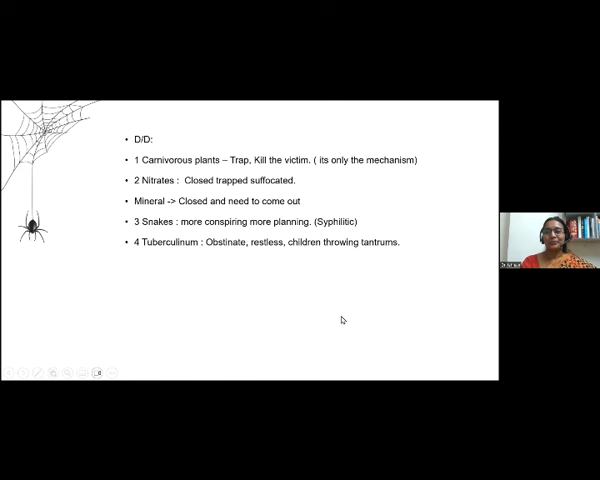 D/D:
1 Carnivorous plants – Trap, Kill the victim. ( its only the mechanism)
2 Nitrates :  Closed trapped suffocated.
Mineral -> Closed and need to come out
3 Snakes : more conspiring more planning. (Syphilitic)
4 Tuberculinum : Obstinate, restless, children throwing tantrums.